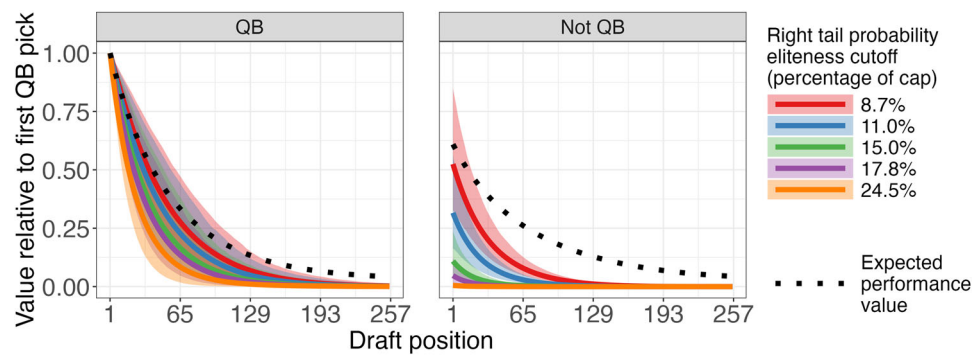 QB
Not QB
Value relative to first QB pick
1.00
0.75
0.50
0.25
0.00
1 65 129 193 257
1 65 129 193 257
Draft position
Right tail probability
eliteness cutoff
(percentage of cap)
8.7%
11.0%
15.0%
17.8%
24.5%
Expected
performance
value